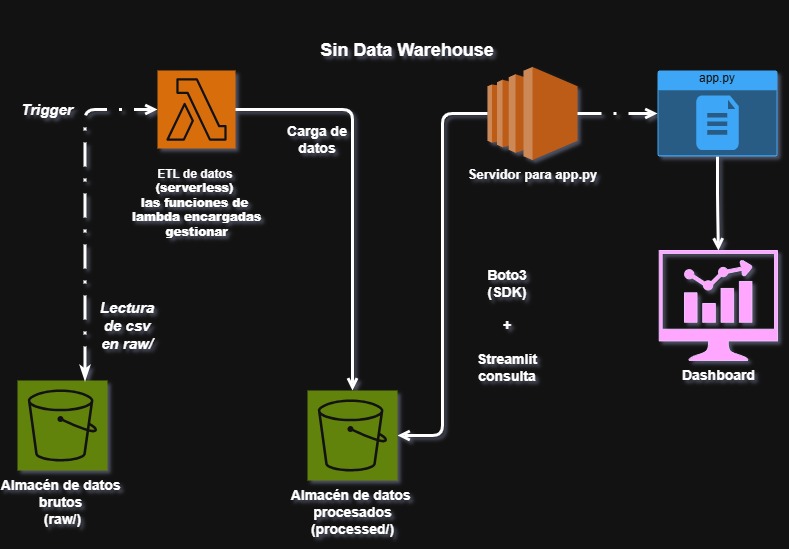 Sin Data Warehouse
Trigger
ETL de datos
(serverless)
las funciones de
lambda encargadas
gestionar
Carga de
datos
Servidor para app.py
app.py
Lectura
de csv
en raw/
Boto3
(SDK)
+
Streamlit
consulta
Dashboard
Almacén de datos
brutos
(raw/)
Almacén de datos
procesados
(processed/)